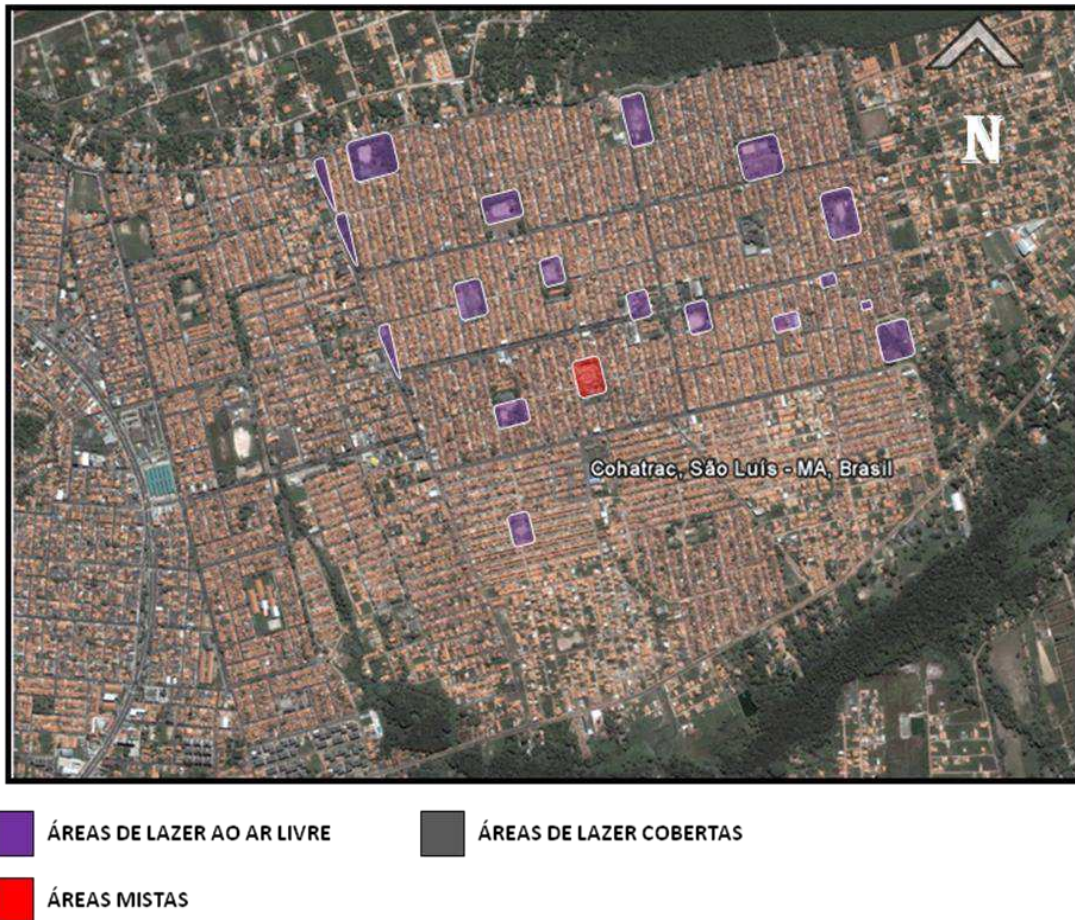 N
Cohatrac, São Luís - MA, Brasil
ÁREAS DE LAZER AO AR LIVRE
ÁREAS DE LAZER COBERTAS
ÁREAS MISTAS